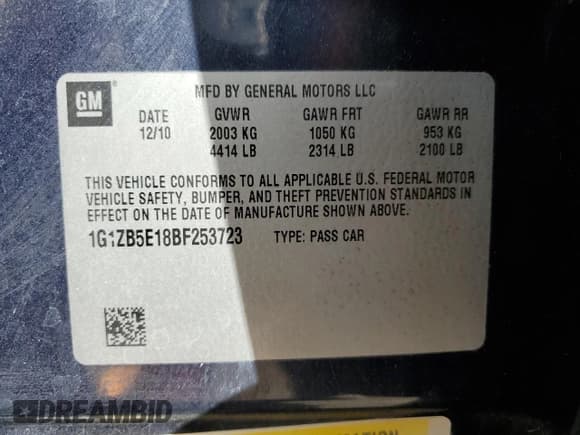 GM
MFD BY GENERAL MOTORS LLC
DATE GVWR GAWR FRT GAWR RR
12/10 2003 KG 1050 KG 953 KG
4414 LB 2314 LB 2100 LB
THIS VEHICLE CONFORMS TO ALL APPLICABLE U.S. FEDERAL MOTOR
VEHICLE SAFETY, BUMPER, AND THEFT PREVENTION STANDARDS IN
EFFECT ON THE DATE OF MANUFACTURE SHOWN ABOVE.
1G1ZB5E18BF253723 TYPE: PASS CAR
DREAMBID